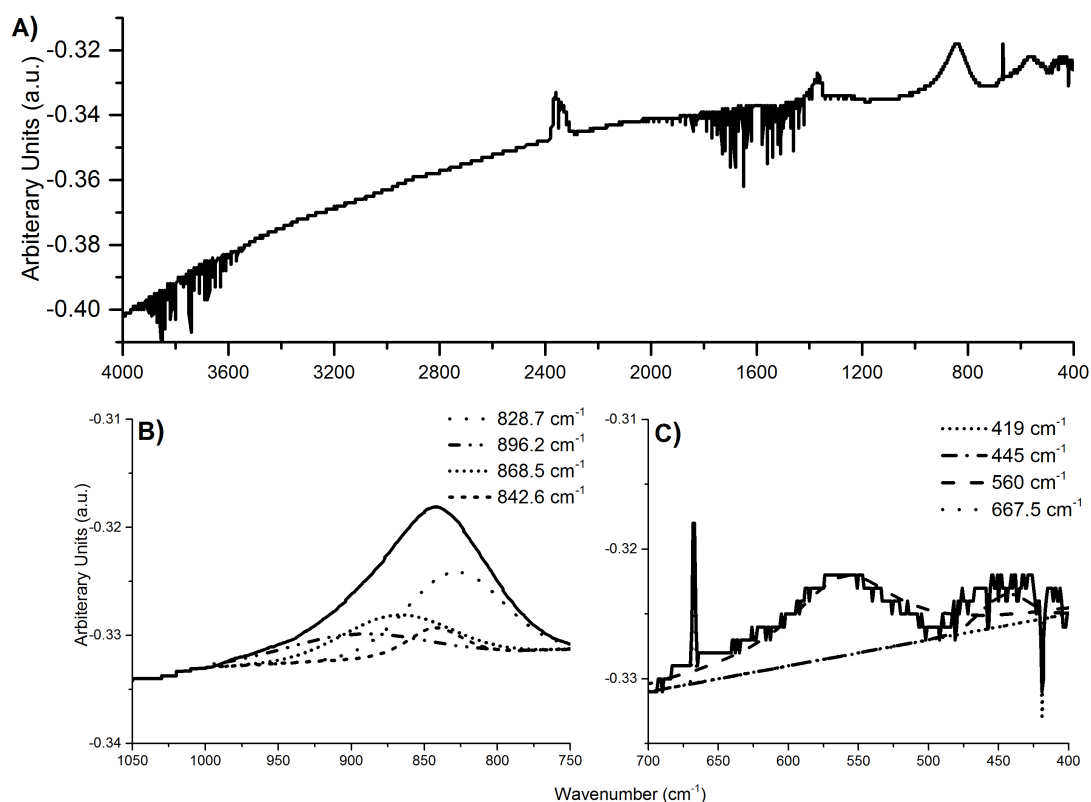 A)
Arbiterary Units (a.u.)
-0.32
-0.34
-0.36
-0.38
-0.40
4000 3600 3200 2800 2400 2000 1600 1200 800 400
B)
828.7 cm-1
896.2 cm-1
868.5 cm-1
842.6 cm-1
Arbiterary Units (a.u.)
-0.31
-0.32
-0.33
-0.34
1050 1000 950 900 850 800 750
C)
419 cm-1
445 cm-1
560 cm-1
667.5 cm-1
-0.31
-0.32
-0.33
700 650 600 550 500 450 400
Wavenumber (cm-1)